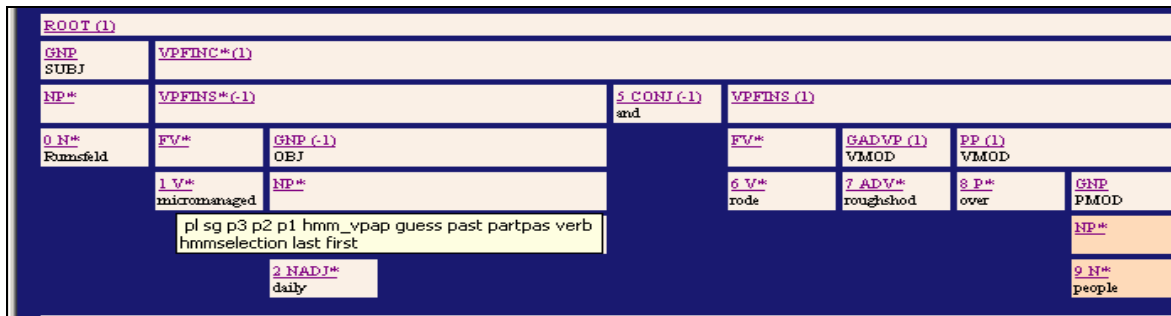 ROOT (1)
GNP VPFINC*(1)
SUBJ
NP* VPFINS*(-1) 5 CONJ (-1) VPFINS (1)
and
0 N* FV* GNP (-1) FV* GADVP (1) PP (1)
Rumsfeld OBJ VMOD VMOD
1 V* NP* 6 V* 7 ADV* 8 P* GNP
micromanaged rode roughshod over PMOD
pl sg p3 p2 p1 hmm_vpap guess past partpas verb NP*
hmmselection last first
2 NADJ* 9 N*
daily people